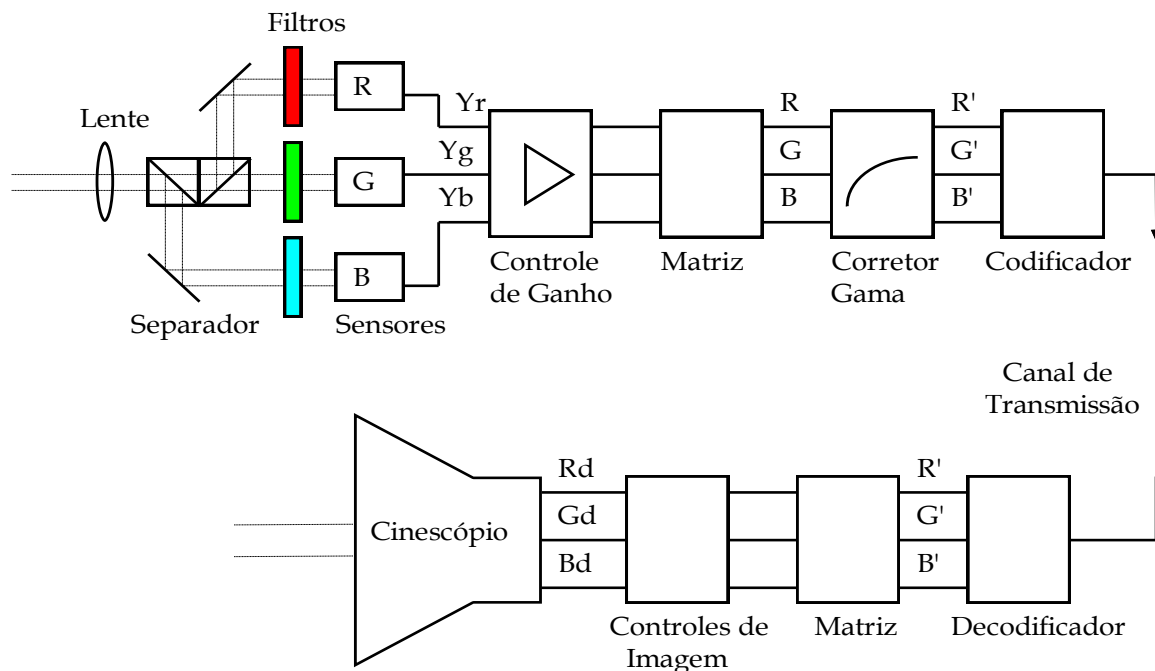 Filtros
Lente
R
G
B
Separador
Sensores
Yr
Yg
Yb
Controle
de Ganho
Matriz
R
G
B
Corretor
Gama
R'
G'
B'
Codificador
Canal de
Transmissão
Cinescópio
Rd
Gd
Bd
Controles de
Imagem
Matriz
R'
G'
B'
Decodificador